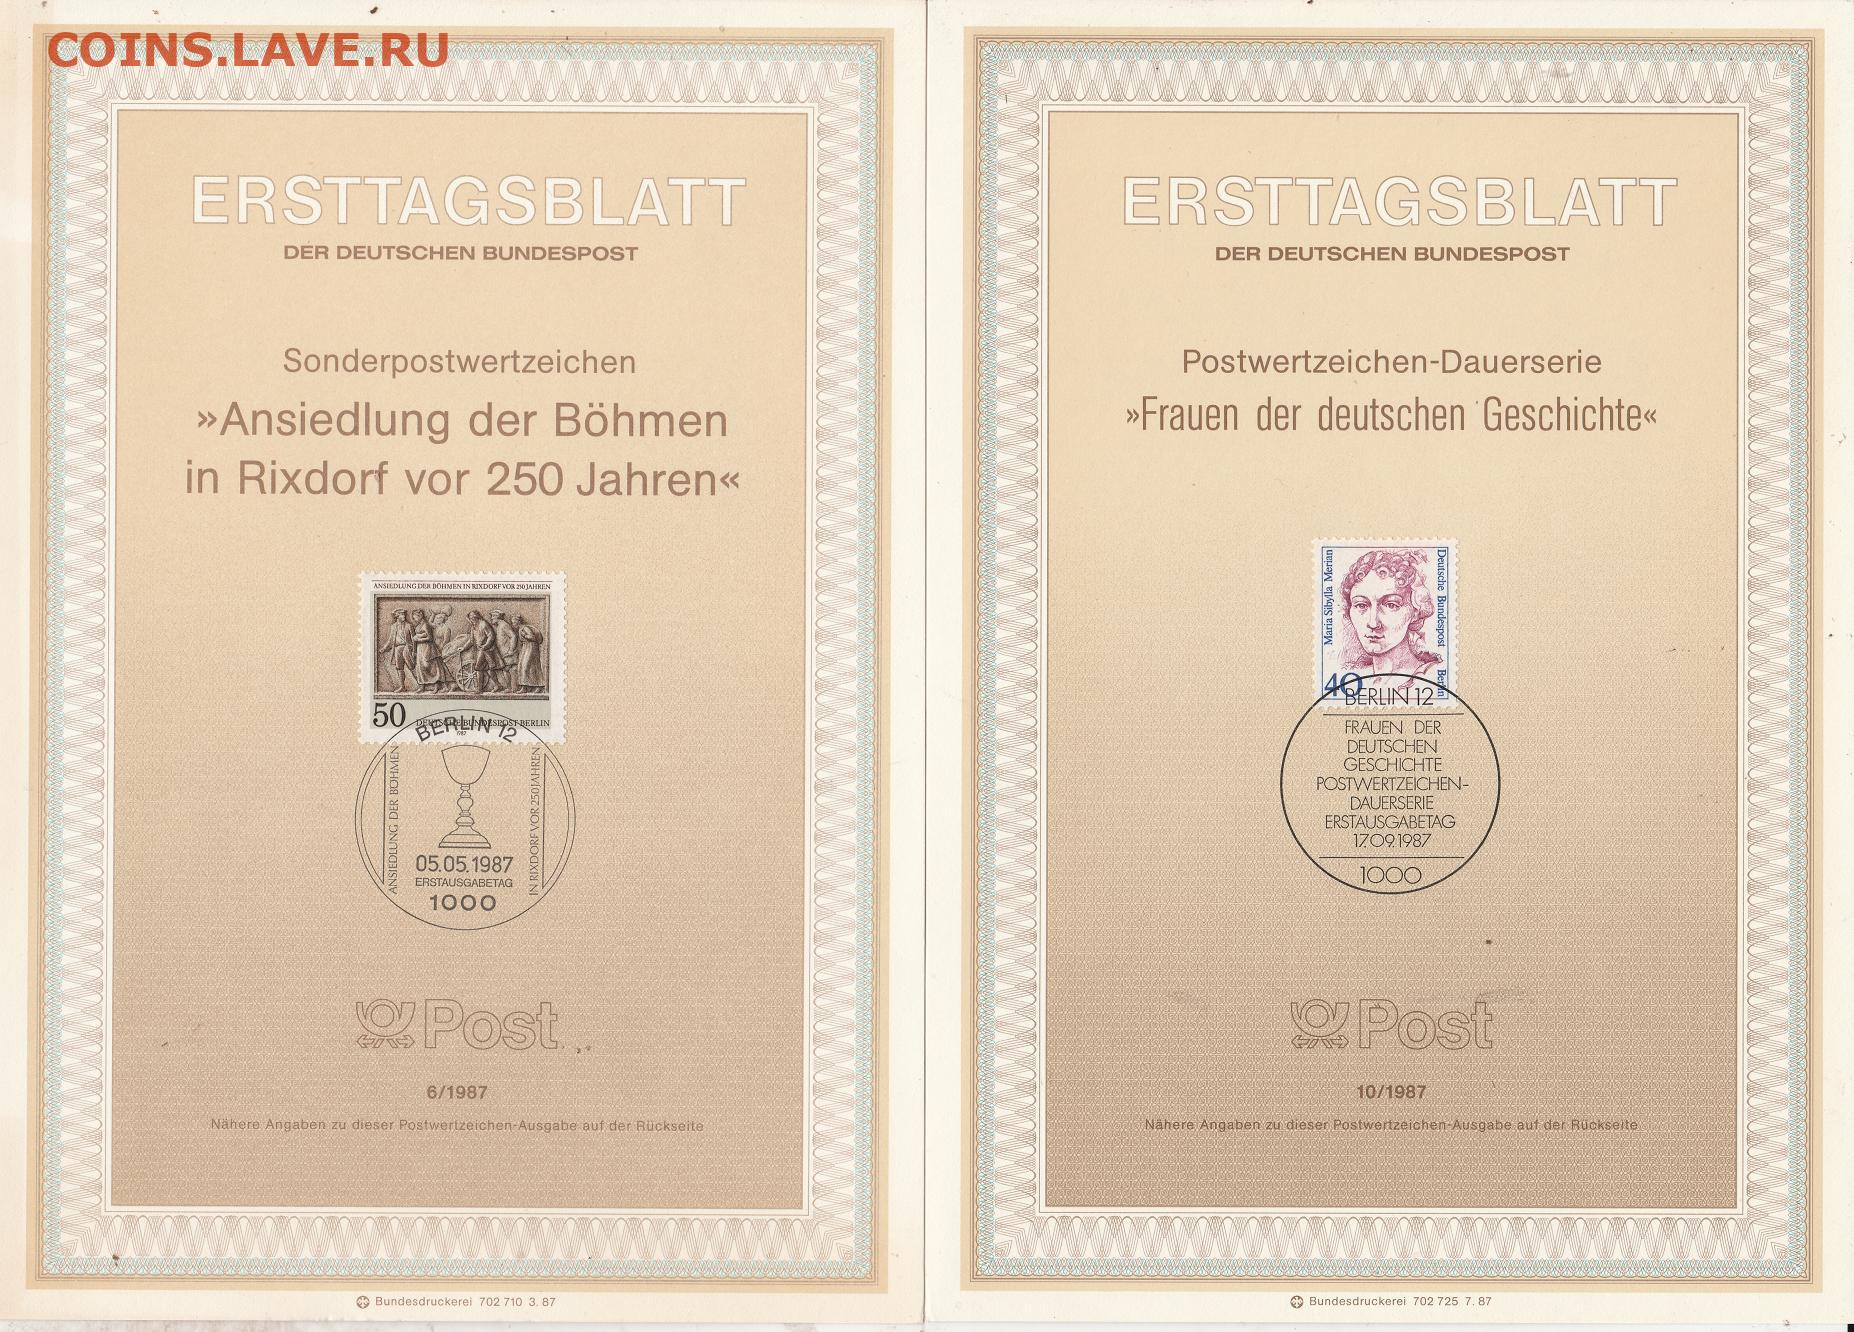 COINS.LAVE.RU
ERSTTAGSBLATT
DER DEUTSCHEN BUNDESPOST
Sonderpostwertzeichen
»Ansiedlung der Böhmen
in Rixdorf vor 250 Jahren«
ANSIEDLUNG DER BÖHMEN IN RIXDORF VOR 250 JAHREN
50 DEUTSCHE BUNDESPOST BERLIN
1987
BERLIN 12
ANSIEDLUNG DER BÖHMEN
IN RIXDORF VOR 250 JAHREN
05.05.1987
ERSTAUSGABETAG
1000
Post
6/1987
Nähere Angaben zu dieser Postwertzeichen-Ausgabe auf der Rückseite
Bundesdruckerei 702 710 3. 87
ERSTTAGSBLATT
DER DEUTSCHEN BUNDESPOST
Postwertzeichen-Dauerserie
»Frauen der deutschen Geschichte«
Maria Sibylla Merian
Deutsche Bundespost Berlin
40
BERLIN 12
FRAUEN DER
DEUTSCHEN
GESCHICHTE
POSTWERTZEICHEN-
DAUERSERIE
ERSTAUSGABETAG
17.09.1987
1000
Post
10/1987
Nähere Angaben zu dieser Postwertzeichen-Ausgabe auf der Rückseite
Bundesdruckerei 702 725 7. 87